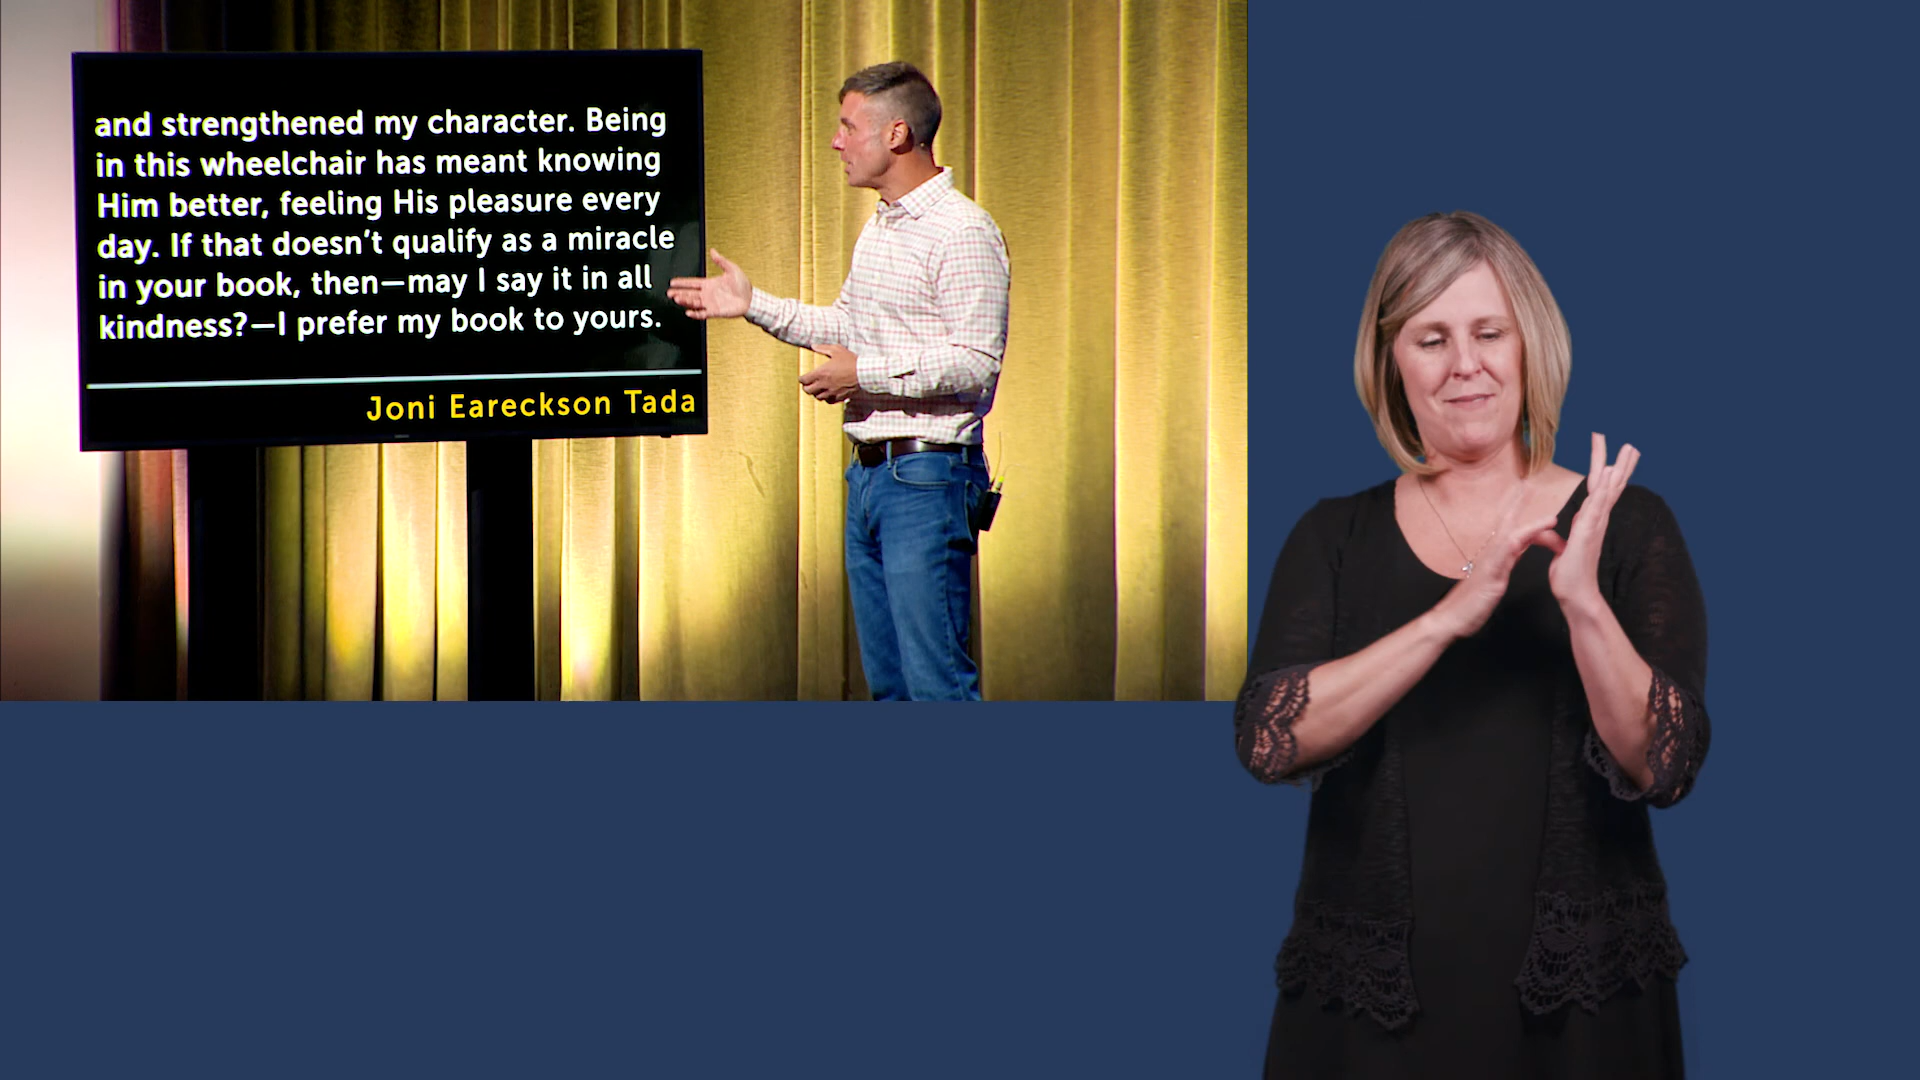 and strengthened my character. Being
in this wheelchair has meant knowing
Him better, feeling His pleasure every
day. If that doesn't qualify as a miracle
in your book, then—may I say it in all
kindness?—I prefer my book to yours.
Joni Eareckson Tada